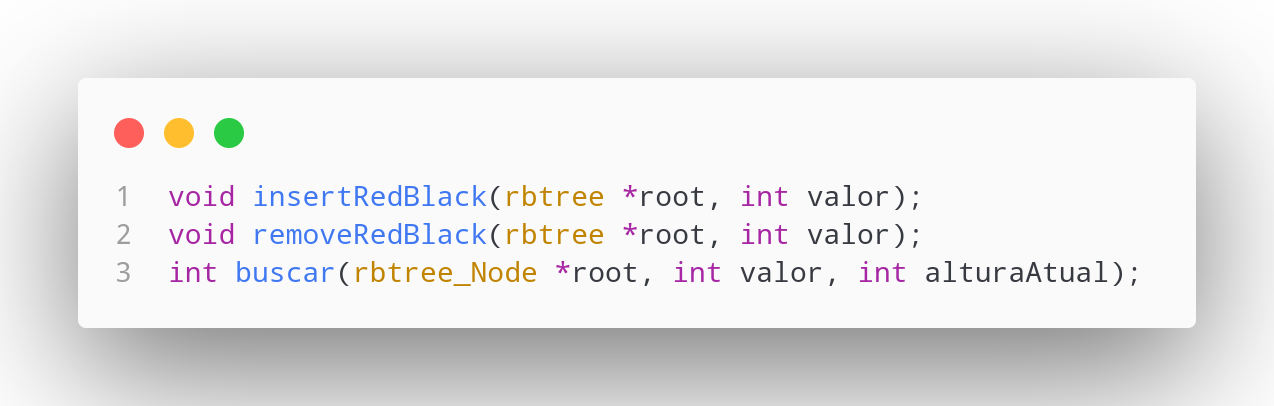 1 void insertRedBlack(rbtree *root, int valor);
2 void removeRedBlack(rbtree *root, int valor);
3 int buscar(rbtree_Node *root, int valor, int alturaAtual);